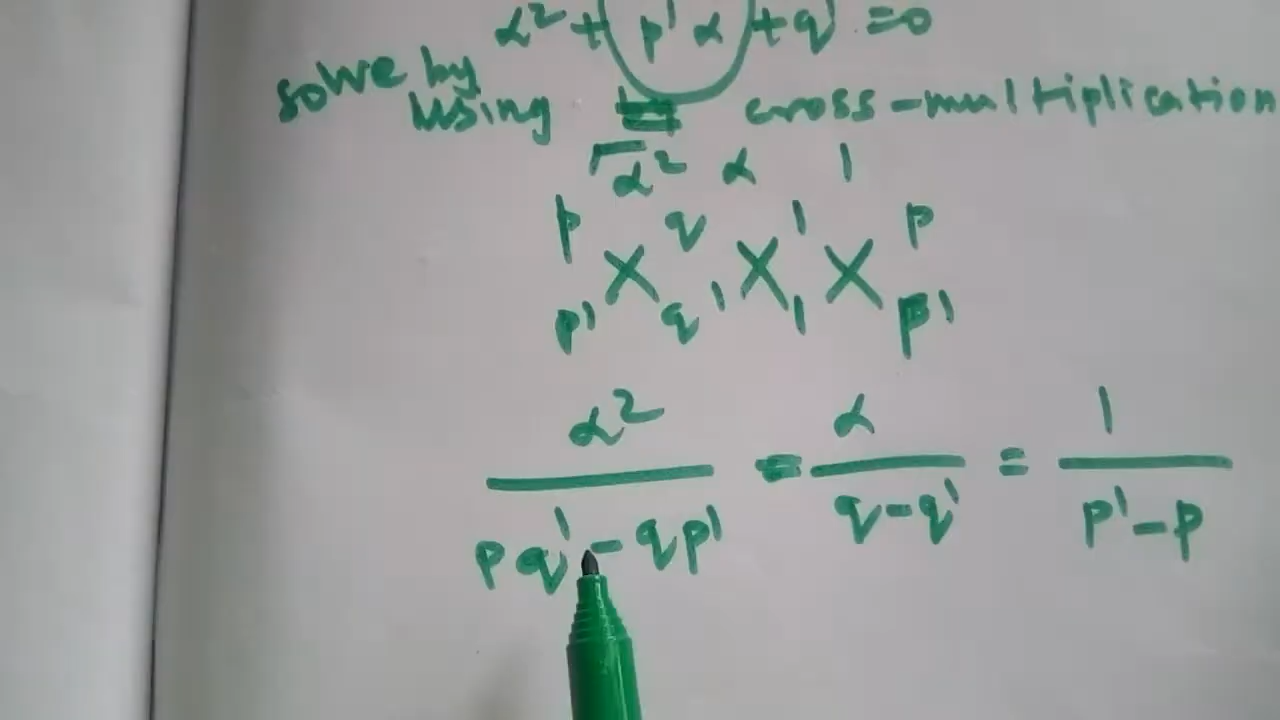 α² + p'α + q' = 0
solve by
using cross-multiplication
α² α 1
p q 1 p
p' q' 1 p'
α² / pq' - qp' = α / q - q' = 1 / p' - p